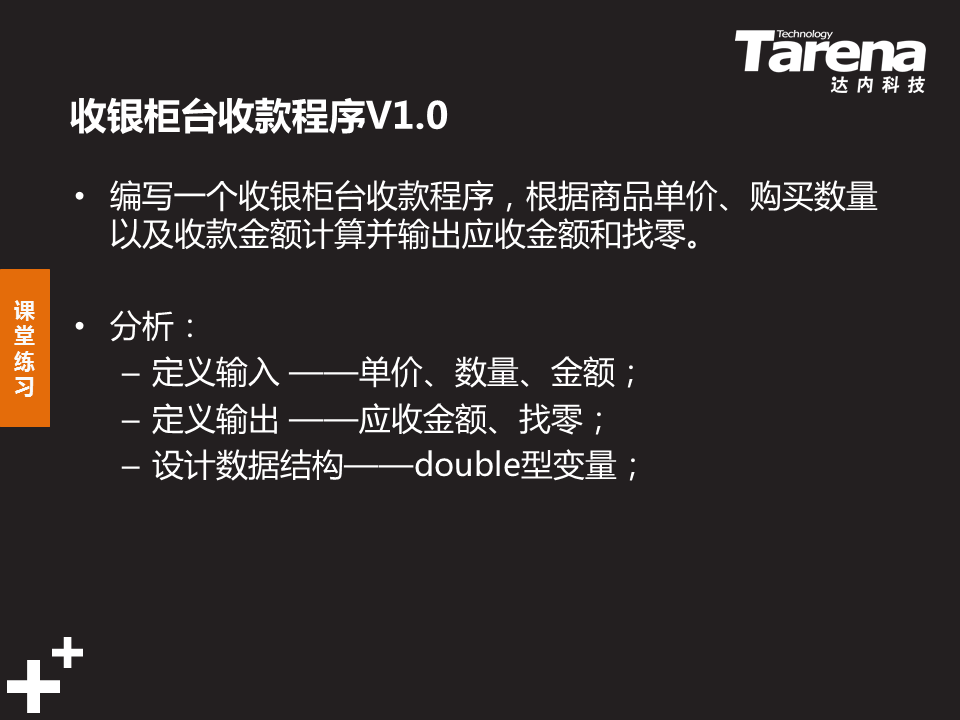 Technology
Tarena
达内科技
收银柜台收款程序V1.0
• 编写一个收银柜台收款程序，根据商品单价、购买数量
以及收款金额计算并输出应收金额和找零。
课堂练习
• 分析：
– 定义输入 ——单价、数量、金额；
– 定义输出 ——应收金额、找零；
– 设计数据结构——double型变量；